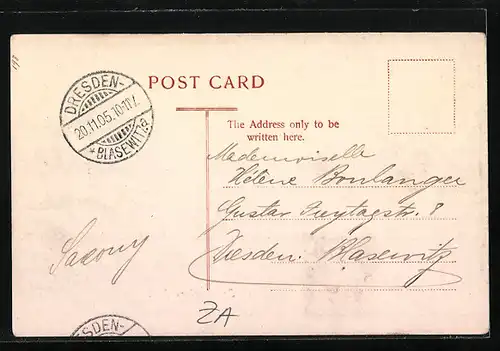 198
DRESDEN-
20.11.05. 10-11V.
*BLASEWITZ.a
POST CARD
The Address only to be
written here.
Mademoiselle
Hélène Boulanger
Gustav Freytagstr. 8
Dresden. Blasewitz
Saxony
ZA
DRESDEN-